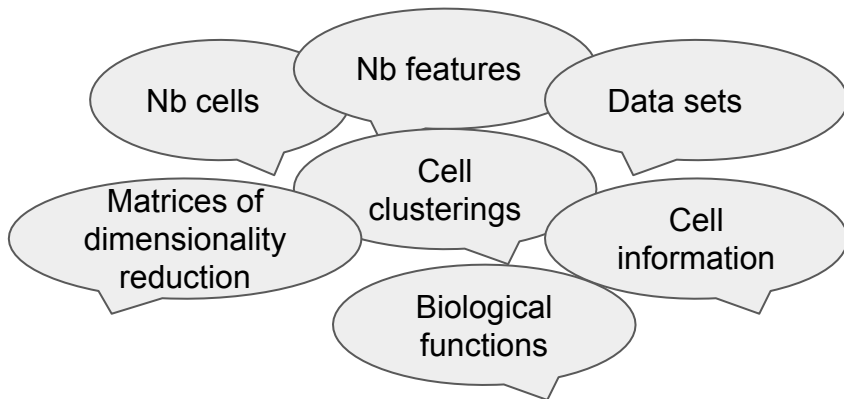 Nb cells
Nb features
Data sets
Cell
clusterings
Matrices of
dimensionality
reduction
Cell
information
Biological
functions